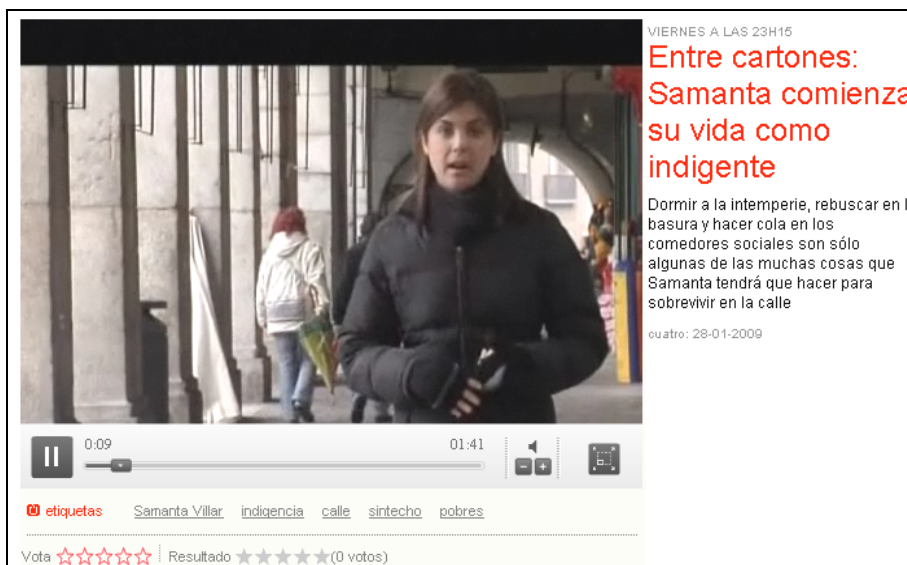 VIERNES A LAS 23H15
Entre cartones:
Samanta comienza
su vida como
indigente
Dormir a la intemperie, rebuscar en l
basura y hacer cola en los
comedores sociales son sólo
algunas de las muchas cosas que
Samanta tendrá que hacer para
sobrevivir en la calle
cuatro: 28-01-2009
0:09 01:41
etiquetas Samanta Villar indigencia calle sintecho pobres
Vota Resultado (0 votos)